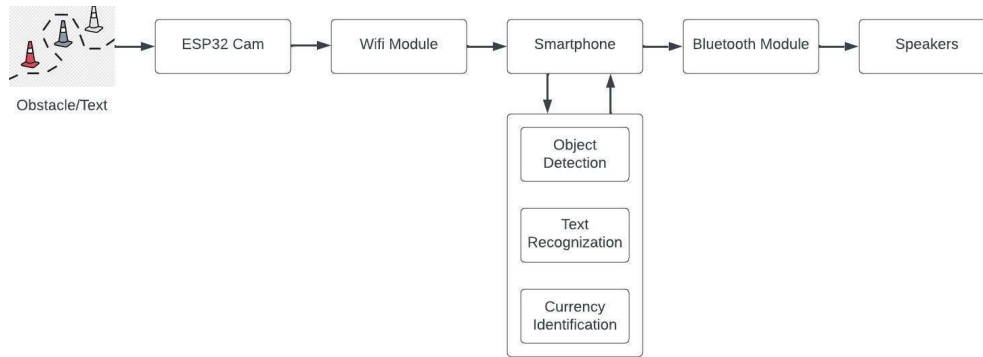 Obstacle/Text
ESP32 Cam
Wifi Module
Smartphone
Bluetooth Module
Speakers
Object
Detection
Text
Recognization
Currency
Identification